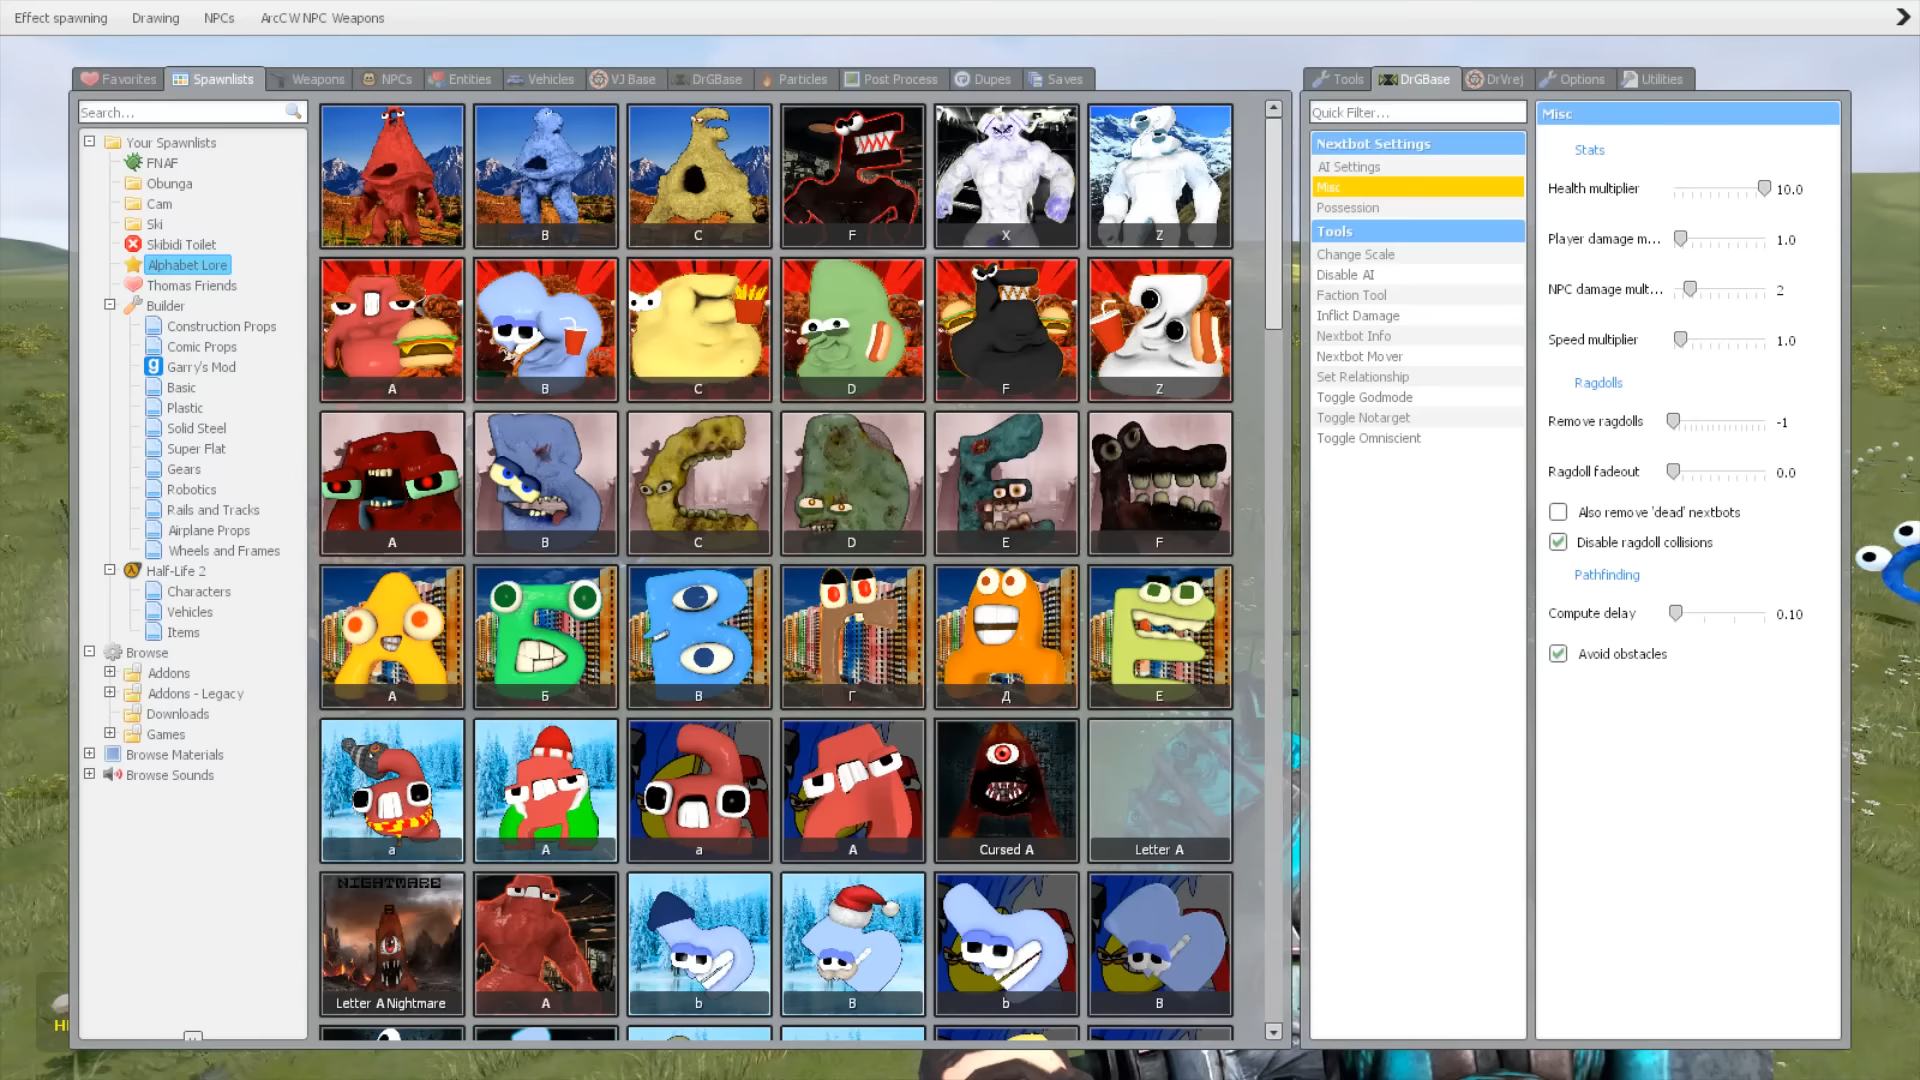 Effect spawning Drawing NPCs ArcCW NPC Weapons
Favorites Spawnlists Weapons NPCs Entities Vehicles VJ Base DrGBase Particles Post Process Dupes Saves
Search...
Your Spawnlists
FNAF
Obunga
Cam
Ski
Skibidi Toilet
Alphabet Lore
Thomas Friends
Builder
Construction Props
Comic Props
Garry's Mod
Basic
Plastic
Solid Steel
Super Flat
Gears
Robotics
Rails and Tracks
Airplane Props
Wheels and Frames
Half-Life 2
Characters
Vehicles
Items
Browse
Addons
Addons - Legacy
Downloads
Games
Browse Materials
Browse Sounds
B C F X Z
A B C D F Z
A B C D E F
А Б В Г Д Е
a A a A Cursed A Letter A
NIGHTMARE
Letter A Nightmare A b B b B
Tools DrGBase DrVrej Options Utilities
Quick Filter...
Nextbot Settings
AI Settings
Misc
Possession
Tools
Change Scale
Disable AI
Faction Tool
Inflict Damage
Nextbot Info
Nextbot Mover
Set Relationship
Toggle Godmode
Toggle Notarget
Toggle Omniscient
Misc
Stats
Health multiplier 10.0
Player damage m... 1.0
NPC damage mult... 2
Speed multiplier 1.0
Ragdolls
Remove ragdolls -1
Ragdoll fadeout 0.0
Also remove 'dead' nextbots
Disable ragdoll collisions
Pathfinding
Compute delay 0.10
Avoid obstacles